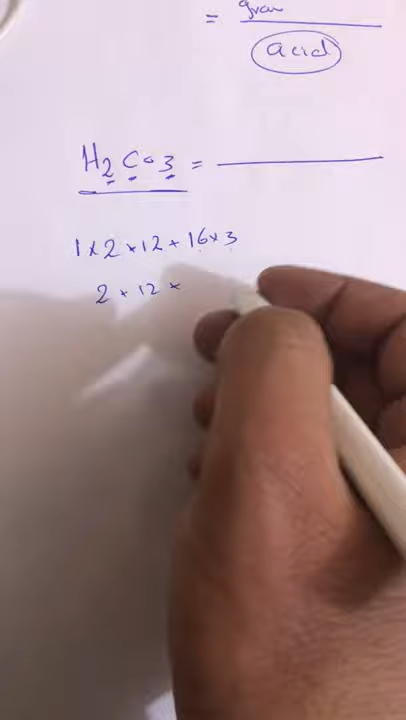 = gram
acid
H2Co3 =
1 × 2 + 12 + 16 × 3
2 + 12 +